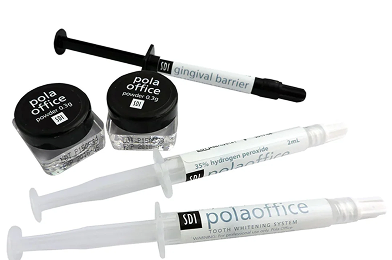 SDI gingival barrier
pola
office
powder 0.3g
SDI
pola
office
powder 0.3g
SDI
35% hydrogen peroxide
2mL
SDI polaoffice
TOOTH WHITENING SYSTEM